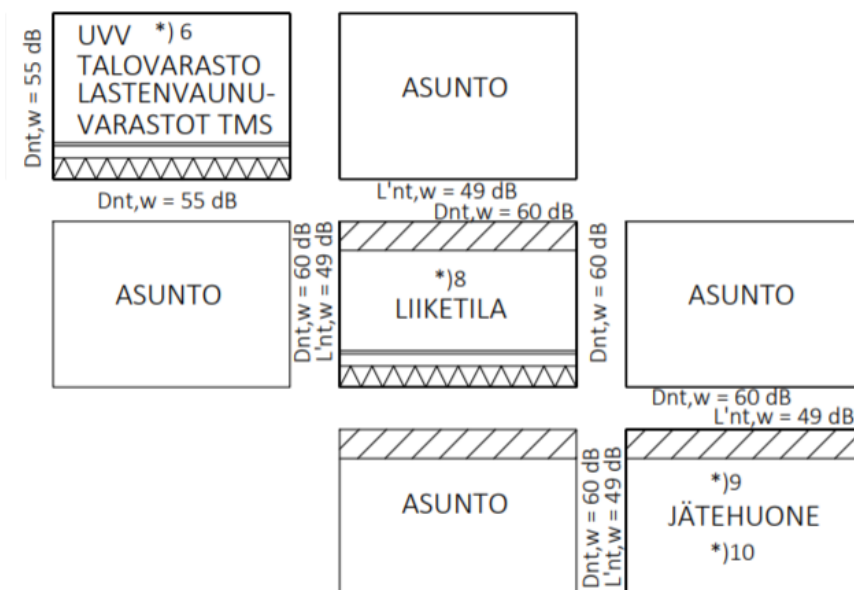 Dnt,w = 55 dB
UVV *) 6
TALOVARASTO
LASTENVAUNU-
VARASTOT TMS
ASUNTO
Dnt,w = 55 dB
L'nt,w = 49 dB
Dnt,w = 60 dB
ASUNTO
Dnt,w = 60 dB
L'nt,w = 49 dB
*)8
LIIKETILA
Dnt,w = 60 dB
ASUNTO
Dnt,w = 60 dB
L'nt,w = 49 dB
ASUNTO
Dnt,w = 60 dB
L'nt,w = 49 dB
*)9
JÄTEHUONE
*)10